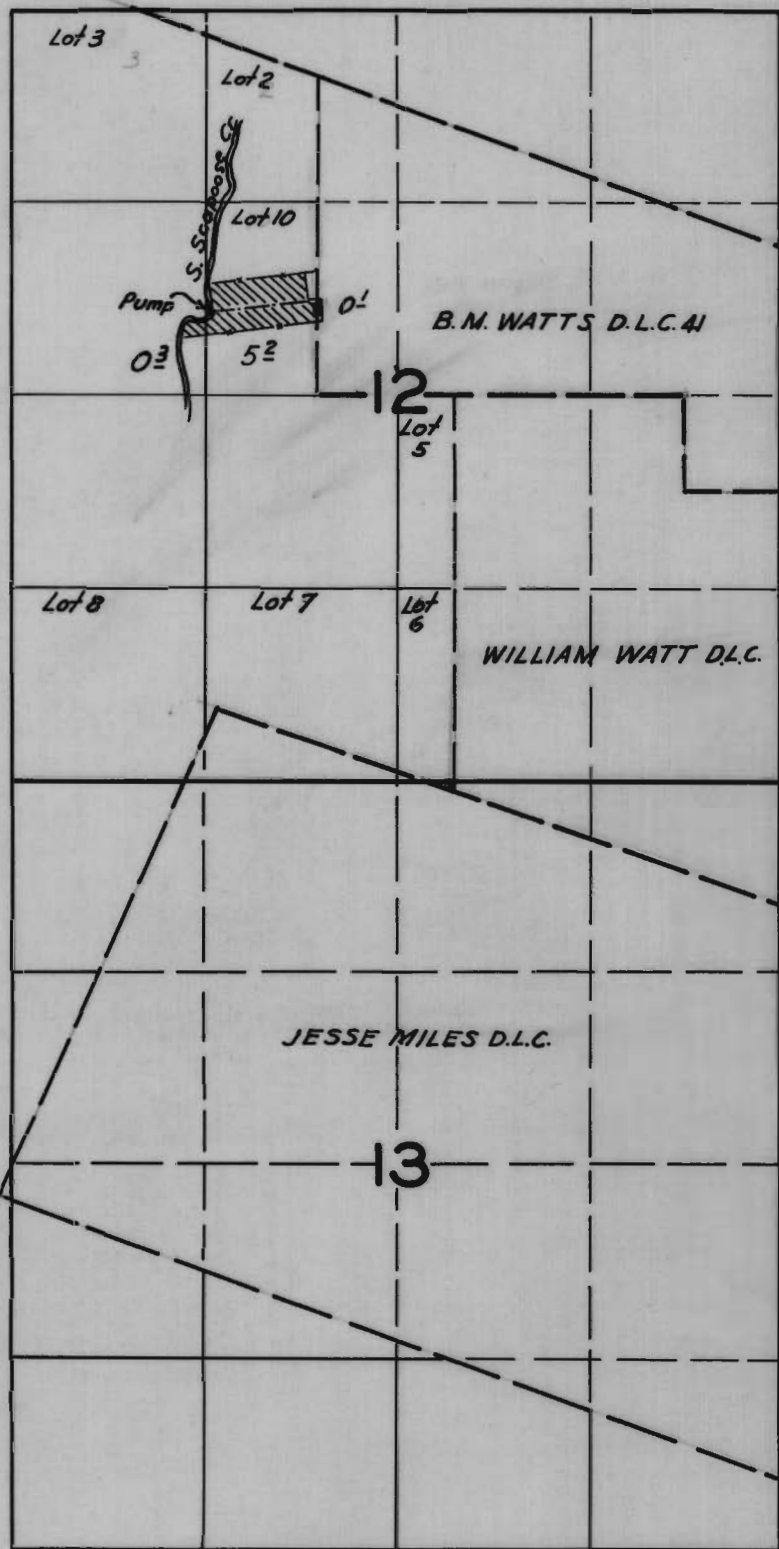 Lot 3
3
Lot 2
S. Scappoose Cr
Lot 10
Pump
0.1
B.M. WATTS D.L.C. 41
0.3
5.2
12
Lot
5
Lot 8
Lot 7
Lot
6
WILLIAM WATT D.L.C.
JESSE MILES D.L.C.
13